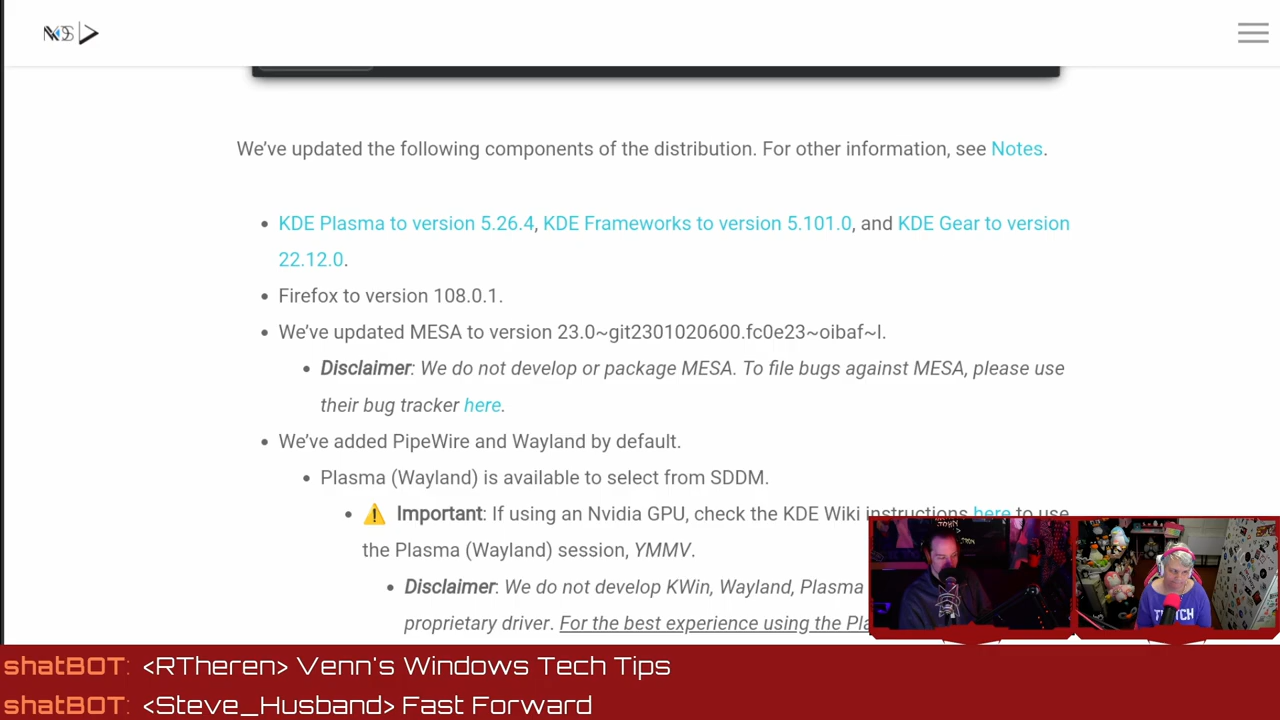 We've updated the following components of the distribution. For other information, see Notes.
• KDE Plasma to version 5.26.4, KDE Frameworks to version 5.101.0, and KDE Gear to version
22.12.0.
• Firefox to version 108.0.1.
• We've updated MESA to version 23.0~git2301020600.fc0e23~oibaf~l.
• Disclaimer: We do not develop or package MESA. To file bugs against MESA, please use
their bug tracker here.
• We've added PipeWire and Wayland by default.
• Plasma (Wayland) is available to select from SDDM.
• ⚠️ Important: If using an Nvidia GPU, check the KDE Wiki instructions here to use
the Plasma (Wayland) session, YMMV.
• Disclaimer: We do not develop KWin, Wayland, Plasma
proprietary driver. For the best experience using the
TWITCH
shatBOT: <RTheren> Venn's Windows Tech Tips
shatBOT: <Steve_Husband> Fast Forward